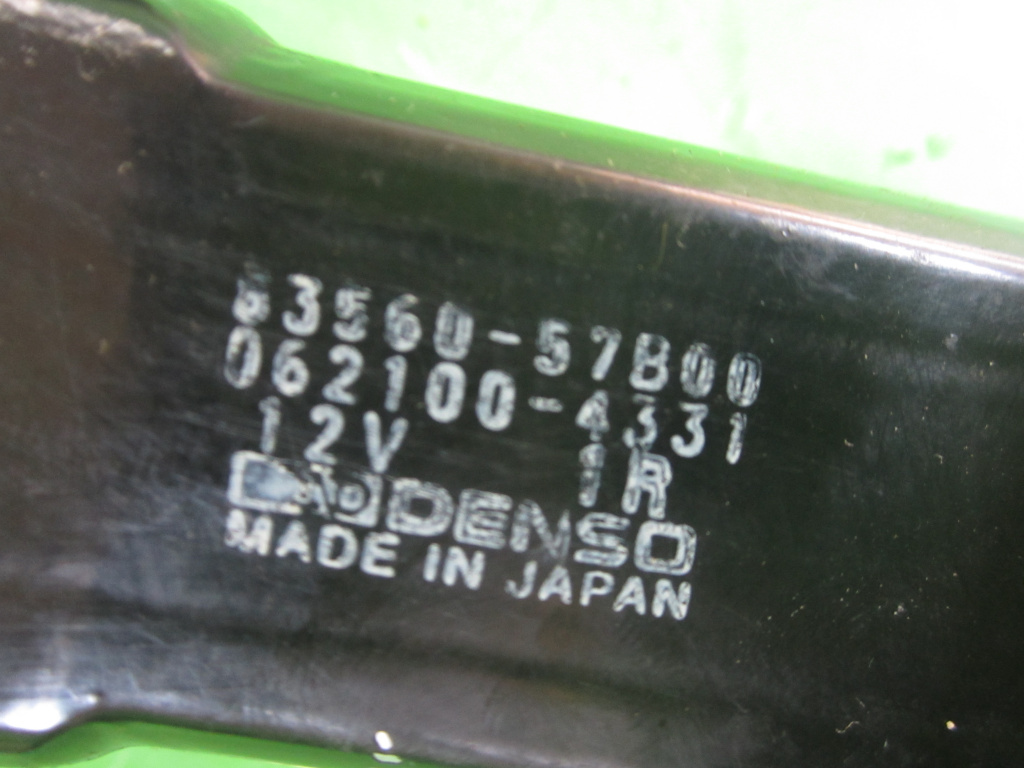 83560-57B00
062100-4331
12V 1R
DENSO
MADE IN JAPAN